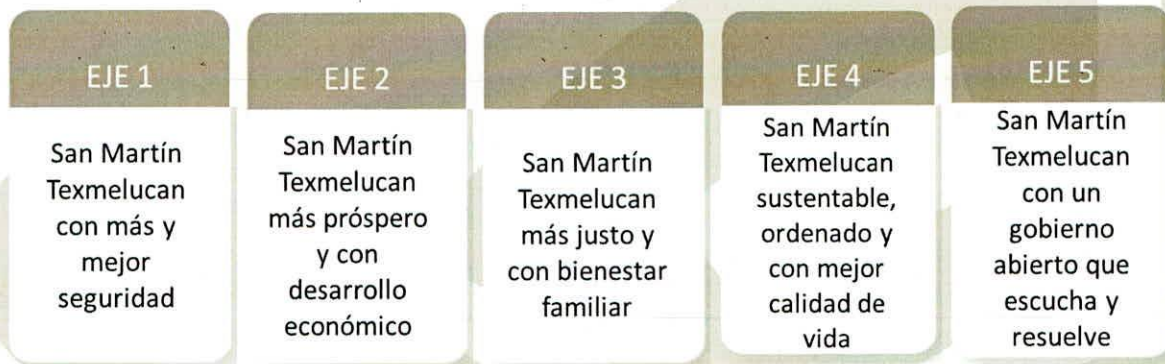 EJE 1
San Martín
Texmelucan
con más y
mejor
seguridad
EJE 2
San Martín
Texmelucan
más próspero
y con
desarrollo
económico
EJE 3
San Martín
Texmelucan
más justo y
con bienestar
familiar
EJE 4
San Martín
Texmelucan
sustentable,
ordenado y
con mejor
calidad de
vida
EJE 5
San Martín
Texmelucan
con un
gobierno
abierto que
escucha y
resuelve